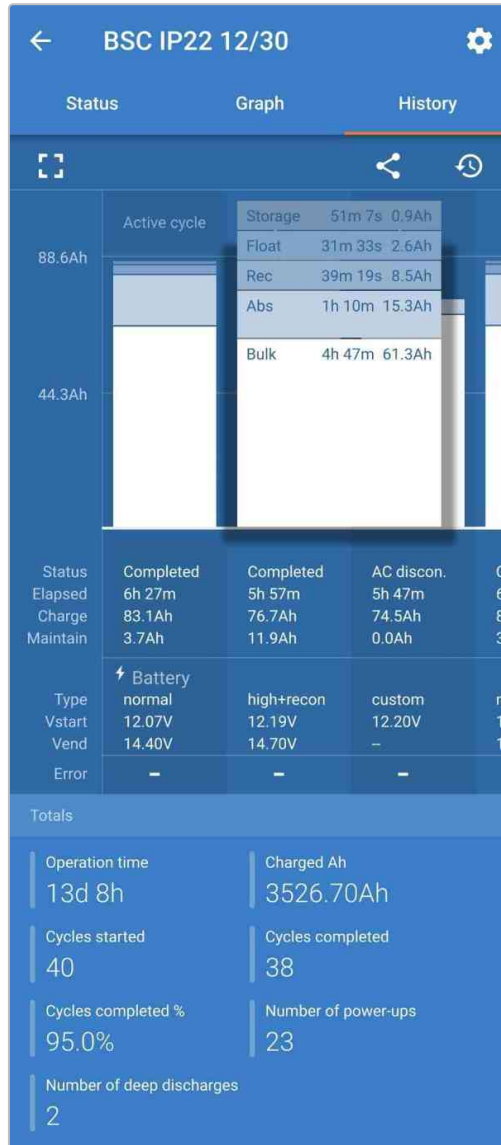 BSC IP22 12/30
Status Graph History
Active cycle
Storage 51m 7s 0.9Ah
Float 31m 33s 2.6Ah
88.6Ah
Rec 39m 19s 8.5Ah
Abs 1h 10m 15.3Ah
Bulk 4h 47m 61.3Ah
44.3Ah
Status Completed Completed AC discon.
Elapsed 6h 27m 5h 57m 5h 47m
Charge 83.1Ah 76.7Ah 74.5Ah
Maintain 3.7Ah 11.9Ah 0.0Ah
Battery
Type normal high+recon custom
Vstart 12.07V 12.19V 12.20V
Vend 14.40V 14.70V --
Error – – –
Totals
Operation time Charged Ah
13d 8h 3526.70Ah
Cycles started Cycles completed
40 38
Cycles completed % Number of power-ups
95.0% 23
Number of deep discharges
2